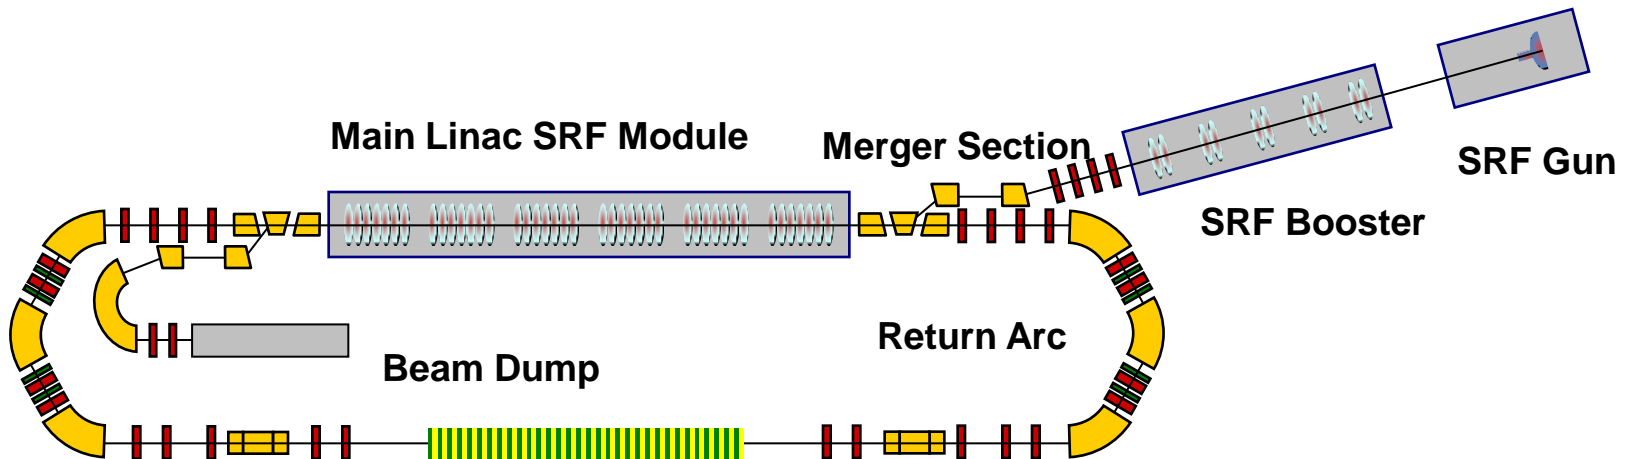 Main Linac SRF Module
Merger Section
SRF Gun
SRF Booster
Return Arc
Beam Dump